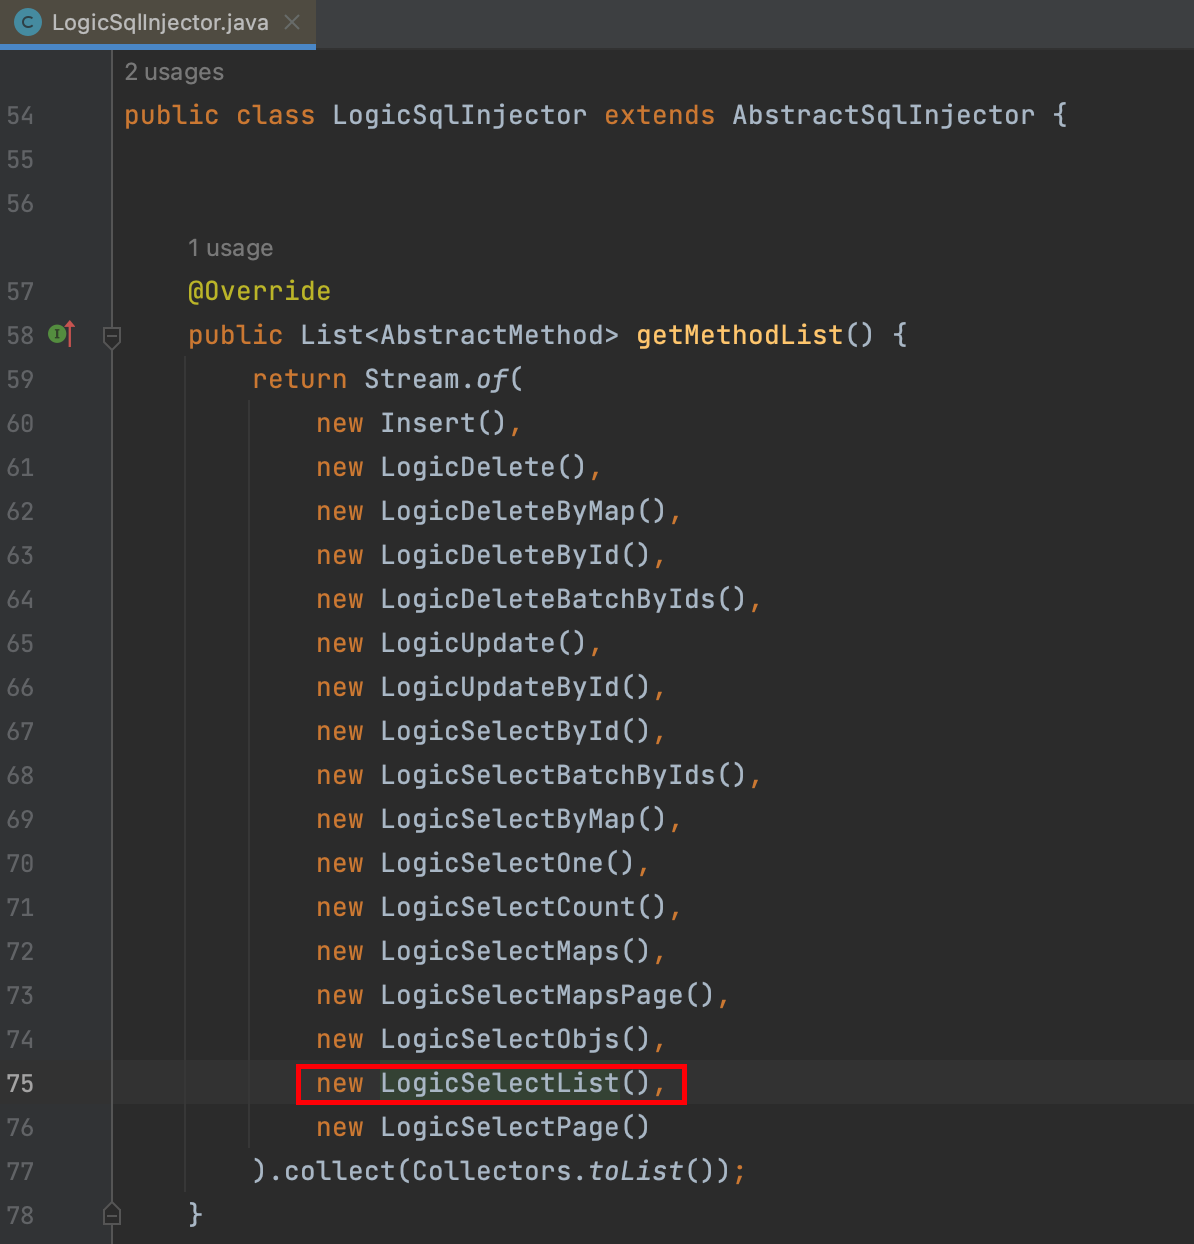 LogicSqlInjector.java
2 usages
54 public class LogicSqlInjector extends AbstractSqlInjector {
55
56
1 usage
57 @Override
58 public List<AbstractMethod> getMethodList() {
59 return Stream.of(
60 new Insert(),
61 new LogicDelete(),
62 new LogicDeleteByMap(),
63 new LogicDeleteById(),
64 new LogicDeleteBatchByIds(),
65 new LogicUpdate(),
66 new LogicUpdateById(),
67 new LogicSelectById(),
68 new LogicSelectBatchByIds(),
69 new LogicSelectByMap(),
70 new LogicSelectOne(),
71 new LogicSelectCount(),
72 new LogicSelectMaps(),
73 new LogicSelectMapsPage(),
74 new LogicSelectObjs(),
75 new LogicSelectList(),
76 new LogicSelectPage()
77 ).collect(Collectors.toList());
78 }